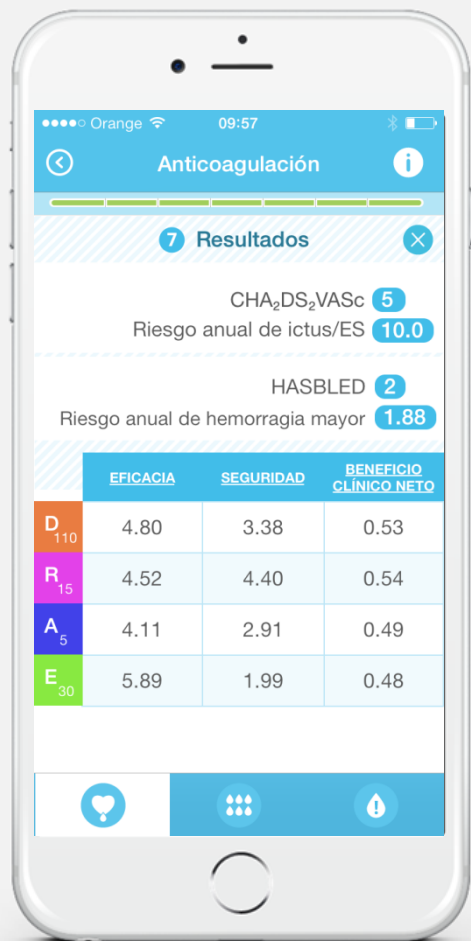 Orange 09:57
Anticoagulación i
7 Resultados
CHA₂DS₂VASc 5
Riesgo anual de ictus/ES 10.0
HASBLED 2
Riesgo anual de hemorragia mayor 1.88
EFICACIA SEGURIDAD BENEFICIO
CLÍNICO NETO
D110 4.80 3.38 0.53
R15 4.52 4.40 0.54
A5 4.11 2.91 0.49
E30 5.89 1.99 0.48